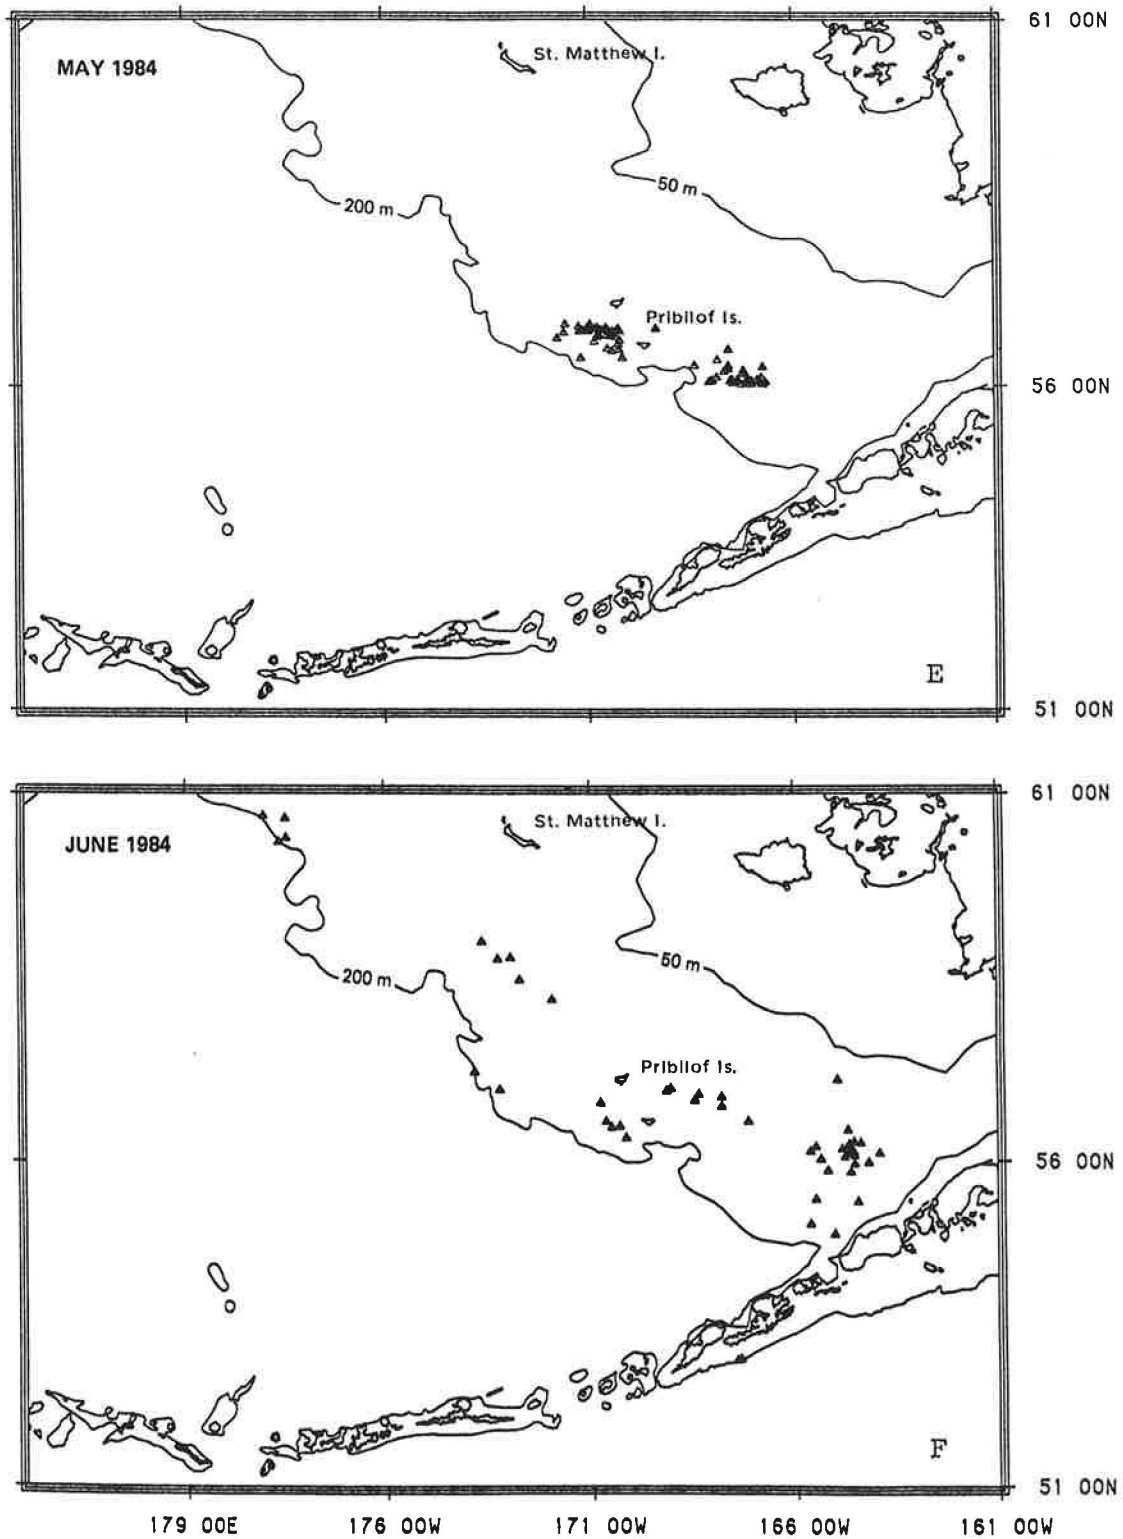 61 00N
MAY 1984
St. Matthew I.
50 m
200 m
Pribilof Is.
56 00N
E
51 00N
61 00N
JUNE 1984
St. Matthew I.
50 m
200 m
Pribilof Is.
56 00N
F
51 00N
179 00E 176 00W 171 00W 166 00W 161 00W